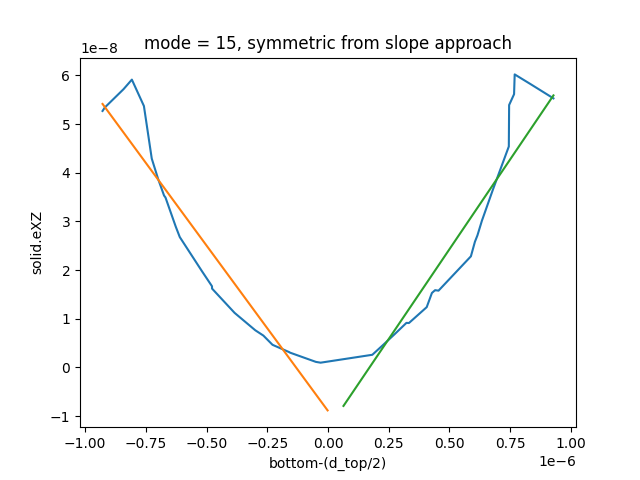 mode = 15, symmetric from slope approach
1e−8
6
5
4
3
2
1
0
−1
solid.eXZ
−1.00 −0.75 −0.50 −0.25 0.00 0.25 0.50 0.75 1.00
1e−6
bottom-(d_top/2)